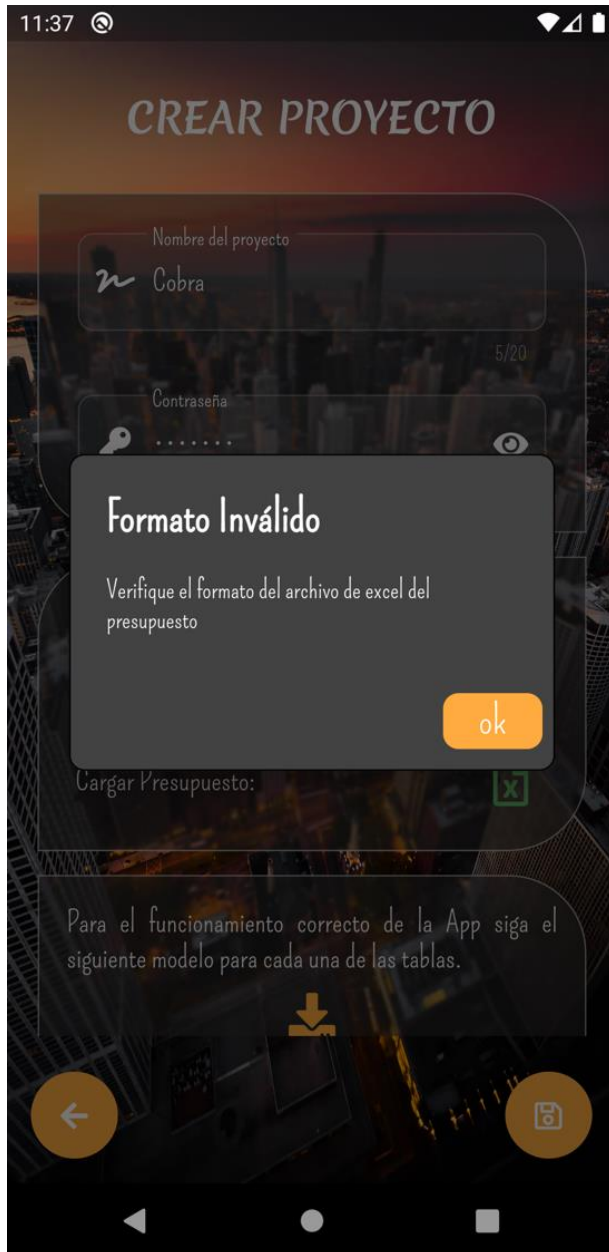 11:37
CREAR PROYECTO
Nombre del proyecto
Cobra
5/20
Contraseña
.......
Formato Inválido
Verifique el formato del archivo de excel del
presupuesto
ok
Cargar Presupuesto:
Para el funcionamiento correcto de la App siga el
siguiente modelo para cada una de las tablas.